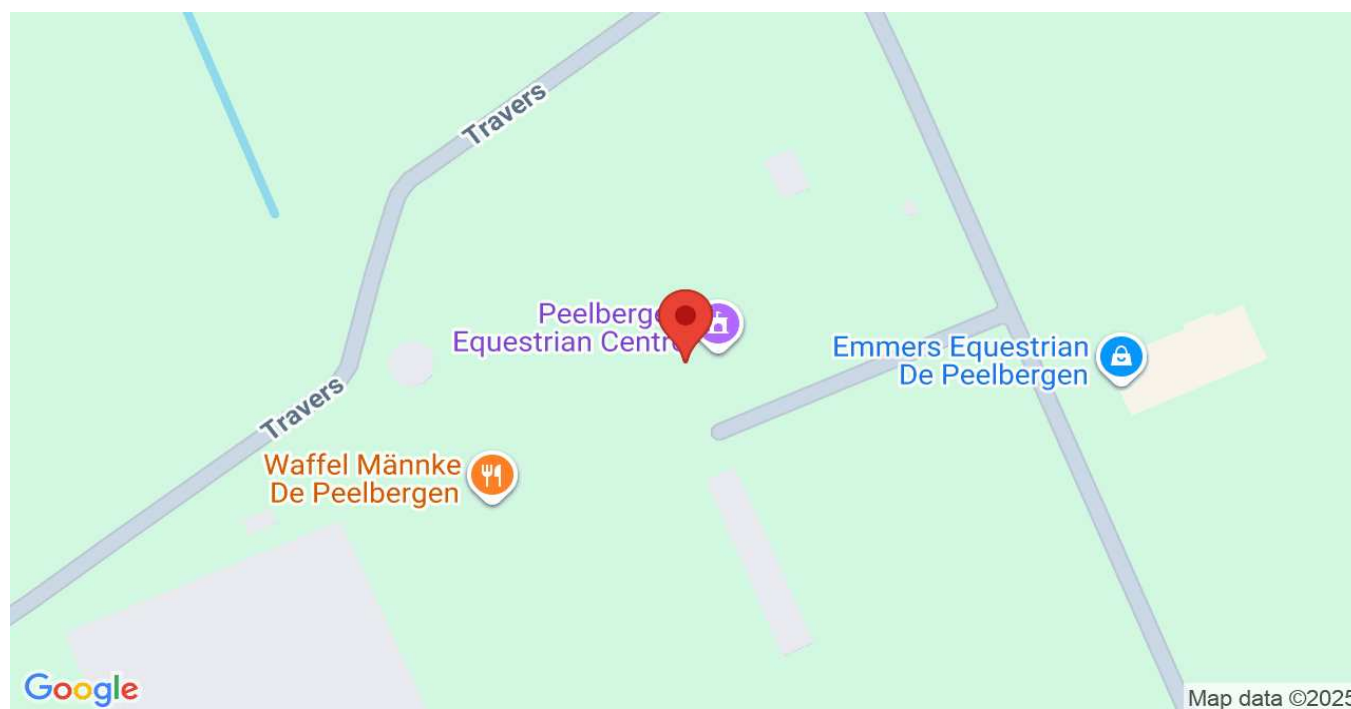 Travers
Peelberge
Equestrian Centr
Emmers Equestrian
De Peelbergen
Travers
Waffel Männke
De Peelbergen
Google
Map data ©2025